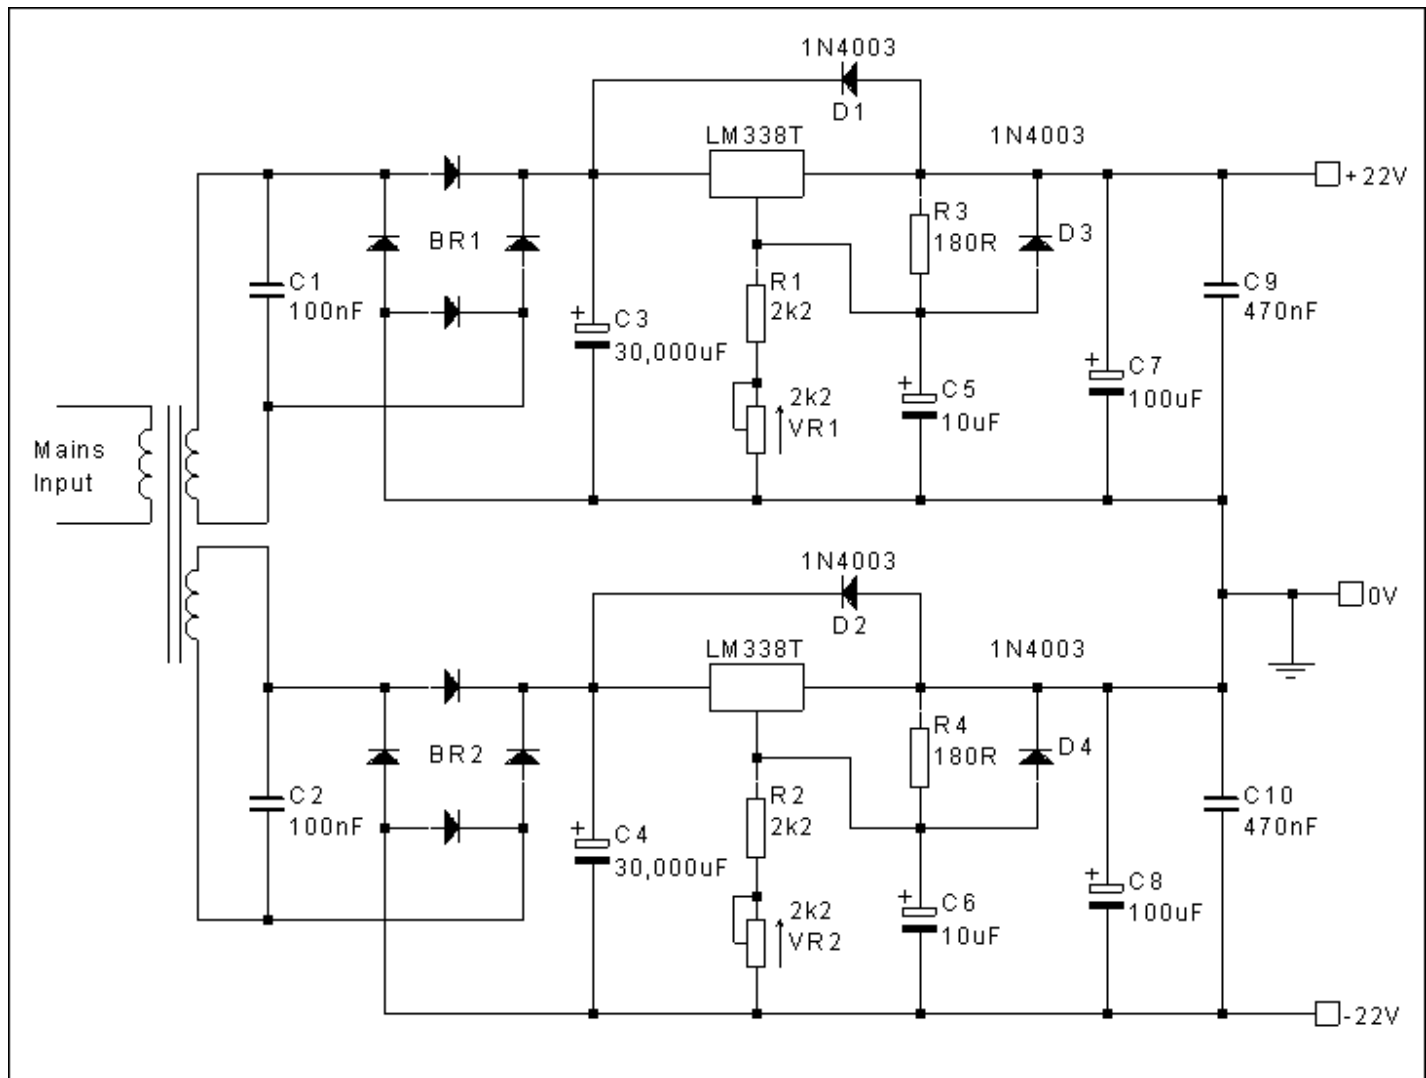 1N4003
D1
LM338T
1N4003
+22V
R3
180R
D3
BR1
C1
100nF
R1
2k2
C9
470nF
C3
30,000uF
C7
100uF
C5
10uF
2k2
VR1
Mains
Input
1N4003
D2
0V
LM338T
1N4003
R4
180R
D4
BR2
C2
100nF
R2
2k2
C10
470nF
C4
30,000uF
C8
100uF
C6
10uF
2k2
VR2
-22V